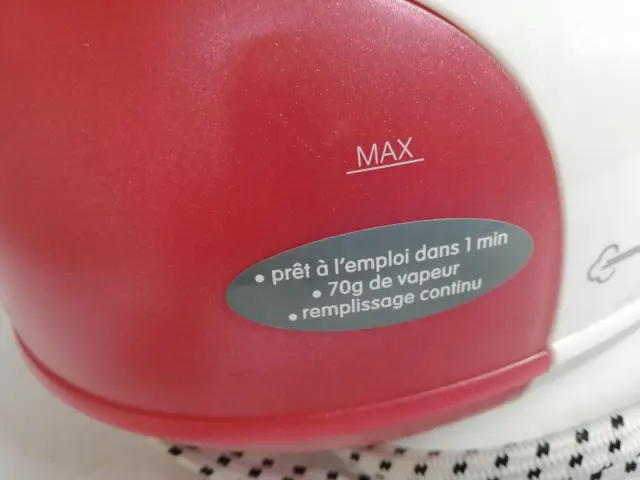 MAX
• prêt à l'emploi dans 1 min
• 70g de vapeur
• remplissage continu